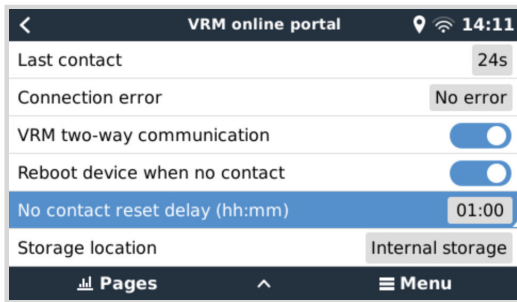 VRM online portal 14:11
Last contact 24s
Connection error No error
VRM two-way communication
Reboot device when no contact
No contact reset delay (hh:mm) 01:00
Storage location Internal storage
Pages Menu